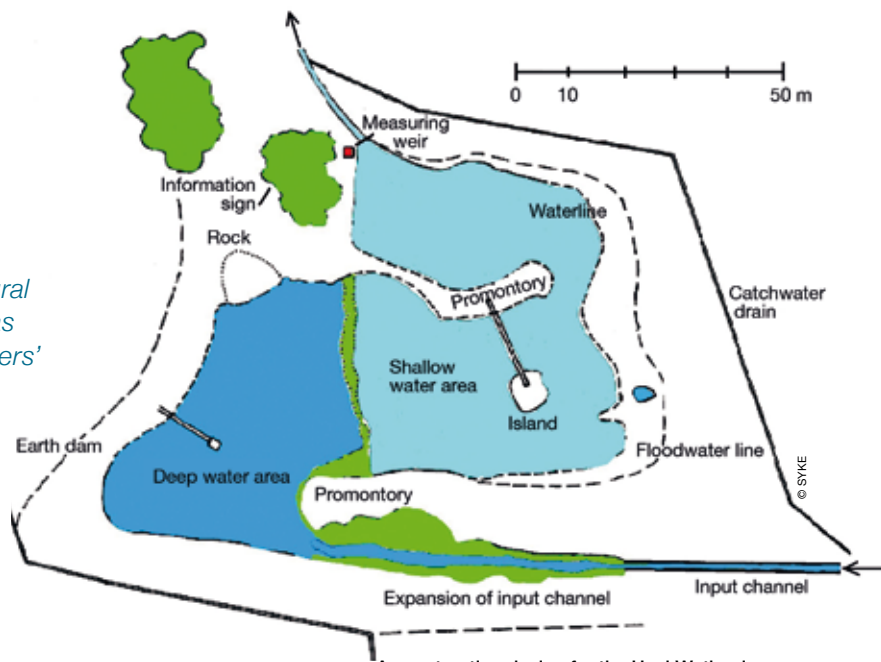 0 10 50 m
Measuring
weir
Information
sign
Waterline
Rock
ral
Promontory
Catchwater
drain
ns
ers’
Shallow
water area
Island
Earth dam
Floodwater line
© SYKE
Deep water area
Promontory
Input channel
Expansion of input channel